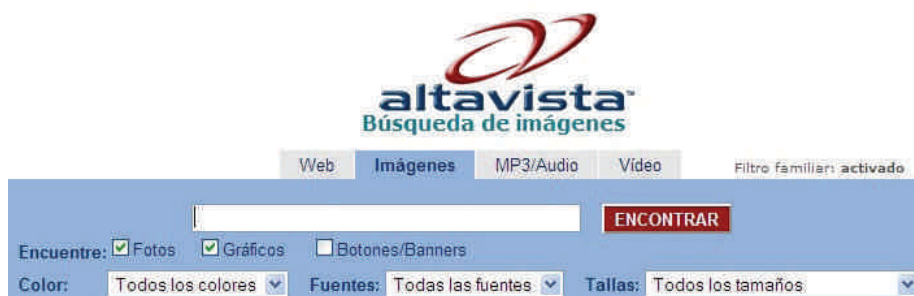 altavista™
Búsqueda de imágenes
Web Imágenes MP3/Audio Vídeo Filtro familiar: activado
ENCONTRAR
Encuentre: Fotos Gráficos Botones/Banners
Color: Todos los colores Fuentes: Todas las fuentes Tallas: Todos los tamaños